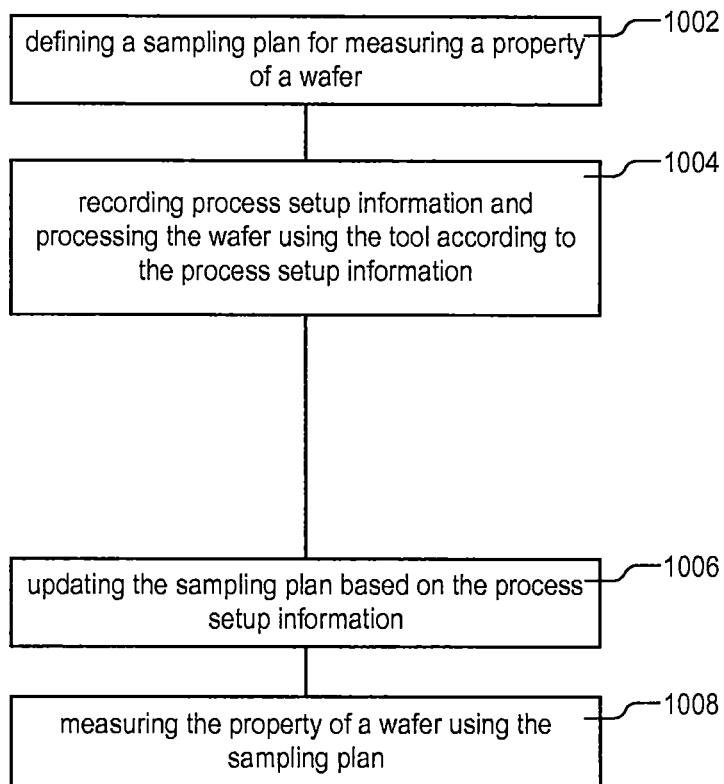 defining a sampling plan for measuring a property
of a wafer
1002
recording process setup information and
processing the wafer using the tool according to
the process setup information
1004
updating the sampling plan based on the process
setup information
1006
measuring the property of a wafer using the
sampling plan
1008